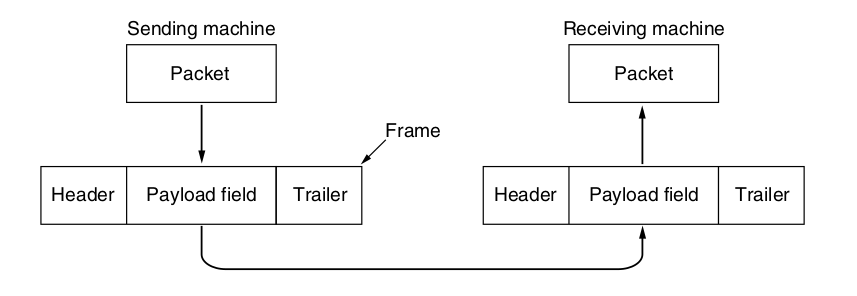 Sending machine
Receiving machine
Packet
Packet
Frame
Header
Payload field
Trailer
Header
Payload field
Trailer